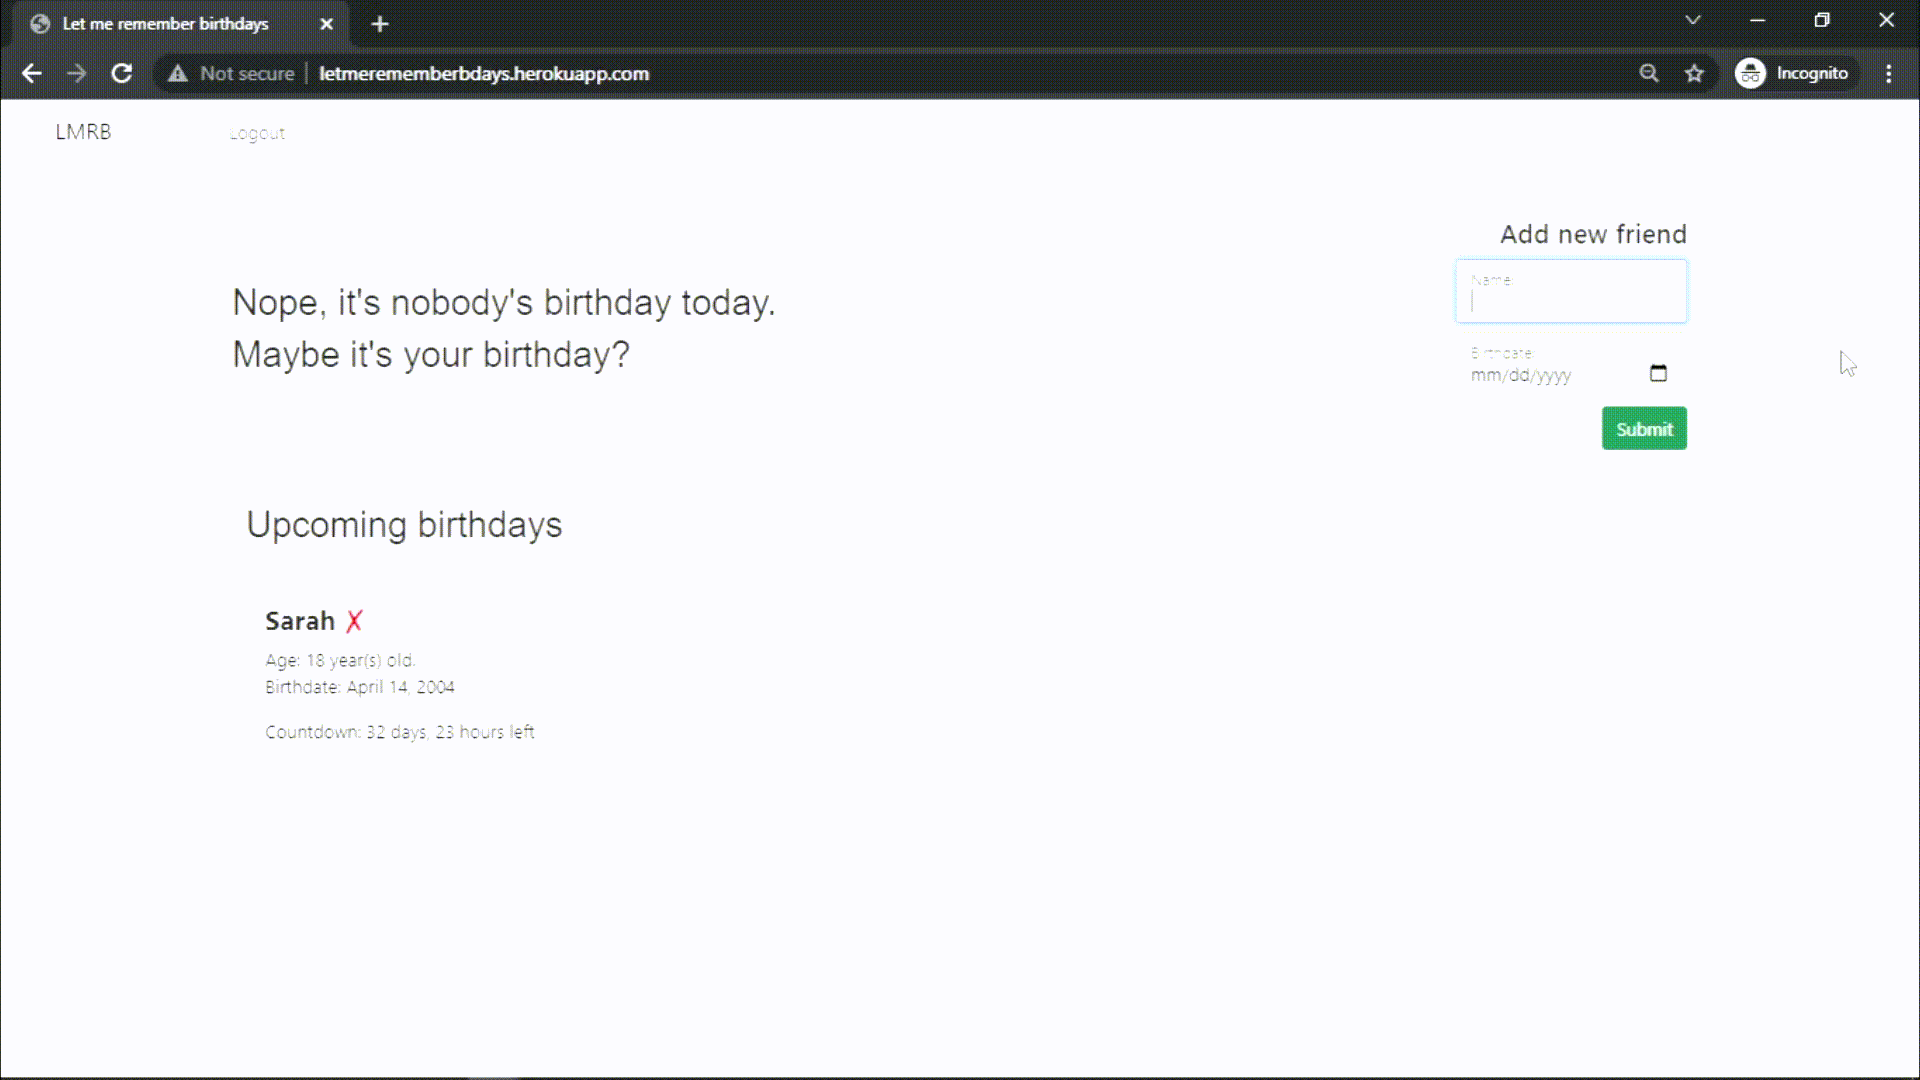 Let me remember birthdays
Not secure
letmerememberbdays.herokuapp.com
Incognito
LMRB
Logout
Add new friend
Name:
Nope, it's nobody's birthday today.
Maybe it's your birthday?
Birthdate:
mm/dd/yyyy
Submit
Upcoming birthdays
Sarah ✗
Age: 18 year(s) old.
Birthdate: April 14, 2004
Countdown: 32 days, 23 hours left